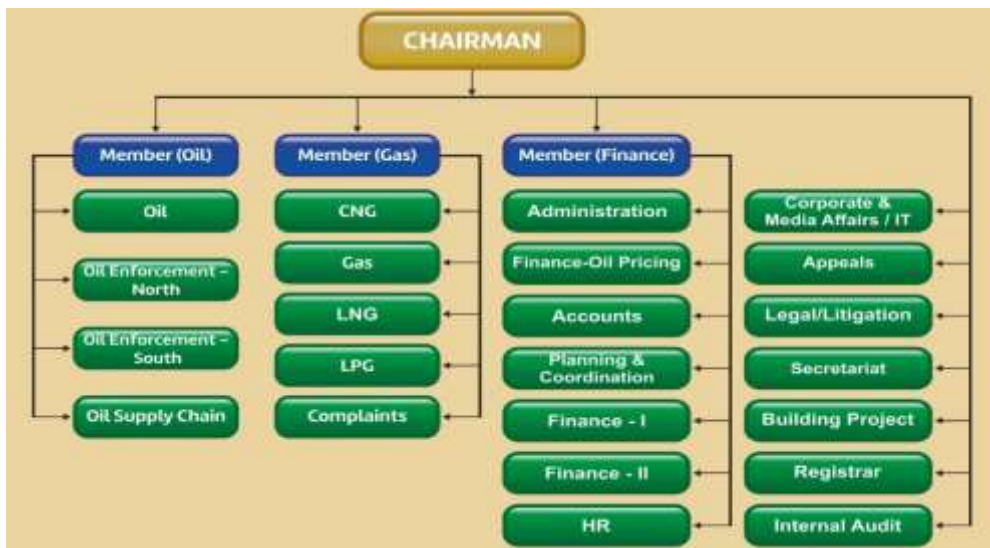 CHAIRMAN
Member (Oil)
Oil
Oil Enforcement –
North
Oil Enforcement –
South
Oil Supply Chain
Member (Gas)
CNG
Gas
LNG
LPG
Complaints
Member (Finance)
Administration
Finance-Oil Pricing
Accounts
Planning &
Coordination
Finance - I
Finance - II
HR
Corporate &
Media Affairs / IT
Appeals
Legal/Litigation
Secretariat
Building Project
Registrar
Internal Audit